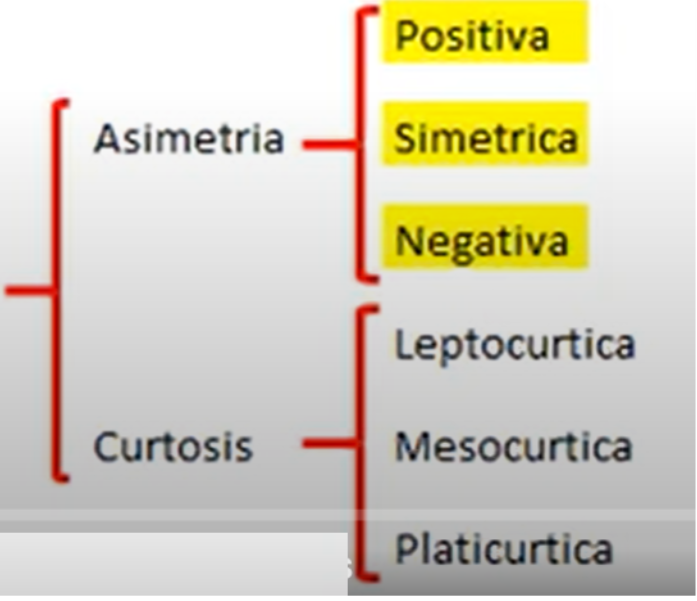 Positiva
Asimetria
Simetrica
Negativa
Leptocurtica
Curtosis
Mesocurtica
Platicurtica